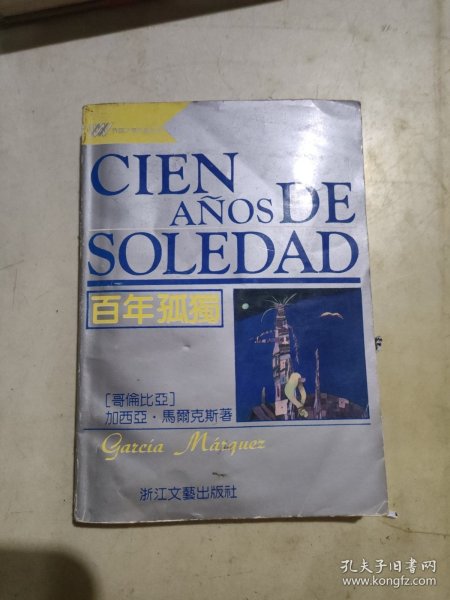 CIEN
AÑOS DE
SOLEDAD
百年孤獨
[哥倫比亞]
加西亞·馬爾克斯著
García Márquez
浙江文藝出版社
孔夫子旧书网
www.kongfz.com